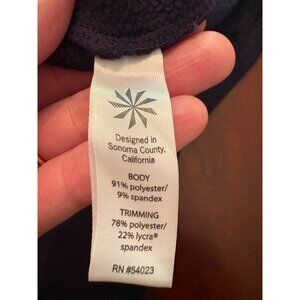 Designed in
Sonoma County,
California
BODY
91% polyester/
9% spandex
TRIMMING
78% polyester/
22% lycra®
spandex
RN #54023